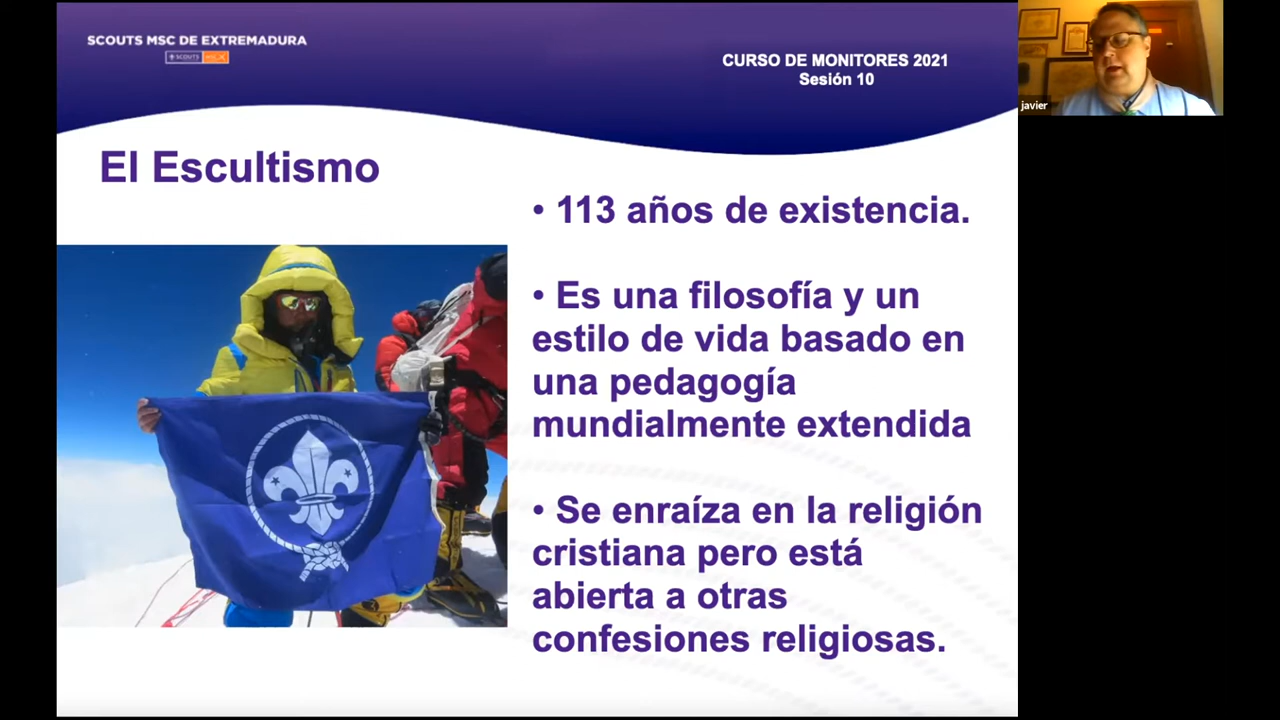 SCOUTS MSC DE EXTREMADURA
SCOUTS MSC
CURSO DE MONITORES 2021
Sesión 10
javier
El Escultismo
• 113 años de existencia.
• Es una filosofía y un
estilo de vida basado en
una pedagogía
mundialmente extendida
• Se enraíza en la religión
cristiana pero está
abierta a otras
confesiones religiosas.